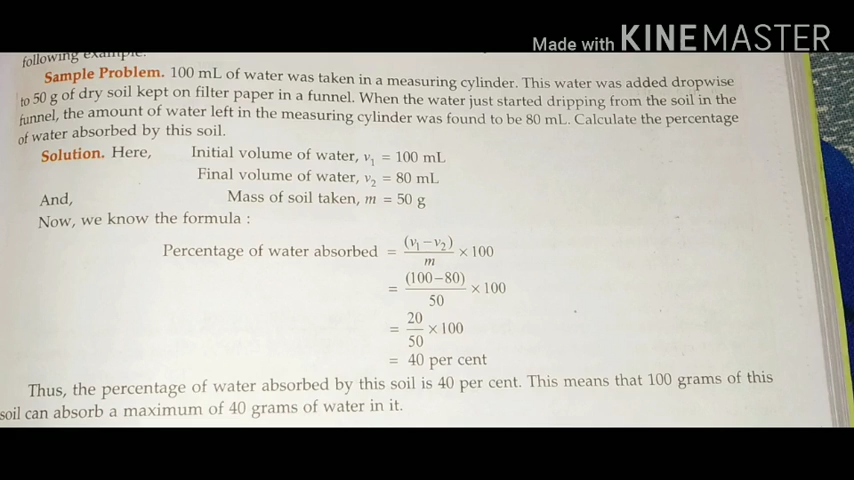 Made with KINEMASTER
following example.
Sample Problem. 100 mL of water was taken in a measuring cylinder. This water was added dropwise
to 50 g of dry soil kept on filter paper in a funnel. When the water just started dripping from the soil in the
funnel, the amount of water left in the measuring cylinder was found to be 80 mL. Calculate the percentage
of water absorbed by this soil.
Solution. Here, Initial volume of water, v₁ = 100 mL
Final volume of water, v₂ = 80 mL
And, Mass of soil taken, m = 50 g
Now, we know the formula :
Percentage of water absorbed = (v₁ – v₂) / m × 100
= (100–80) / 50 × 100
= 20 / 50 × 100
= 40 per cent
Thus, the percentage of water absorbed by this soil is 40 per cent. This means that 100 grams of this
soil can absorb a maximum of 40 grams of water in it.